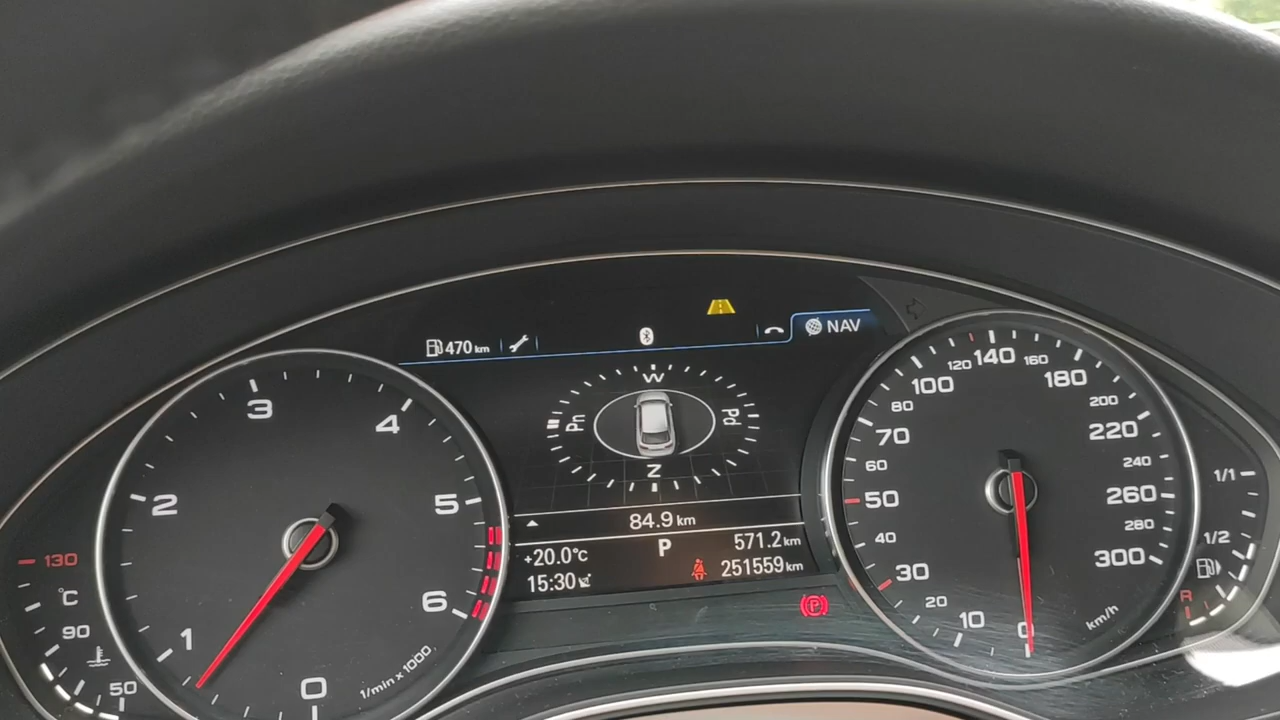 470 km
NAV
W
Pn
Pd
Z
84.9 km
+20.0°C
P
571.2 km
15:30
251559 km
P
0
1
2
3
4
5
6
1/min x 1000
130
°C
90
50
0
10
20
30
40
50
60
70
80
100
120
140
160
180
200
220
240
260
280
300
km/h
1/1
1/2
R